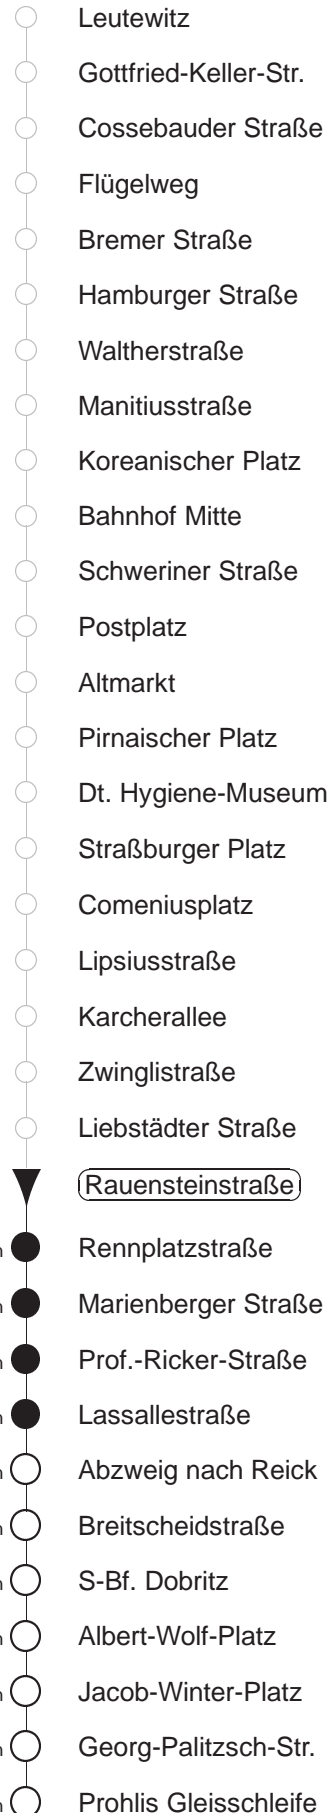 Leutewitz
Gottfried-Keller-Str.
Cossebauder Straße
Flügelweg
Bremer Straße
Hamburger Straße
Waltherstraße
Manitiusstraße
Koreanischer Platz
Bahnhof Mitte
Schweriner Straße
Postplatz
Altmarkt
Pirnaischer Platz
Dt. Hygiene-Museum
Straßburger Platz
Comeniusplatz
Lipsiusstraße
Karcherallee
Zwinglistraße
Liebstädter Straße
Rauensteinstraße
Rennplatzstraße
Marienberger Straße
Prof.-Ricker-Straße
Lassallestraße
Abzweig nach Reick
Breitscheidstraße
S-Bf. Dobritz
Albert-Wolf-Platz
Jacob-Winter-Platz
Georg-Palitzsch-Str.
Prohlis Gleisschleife